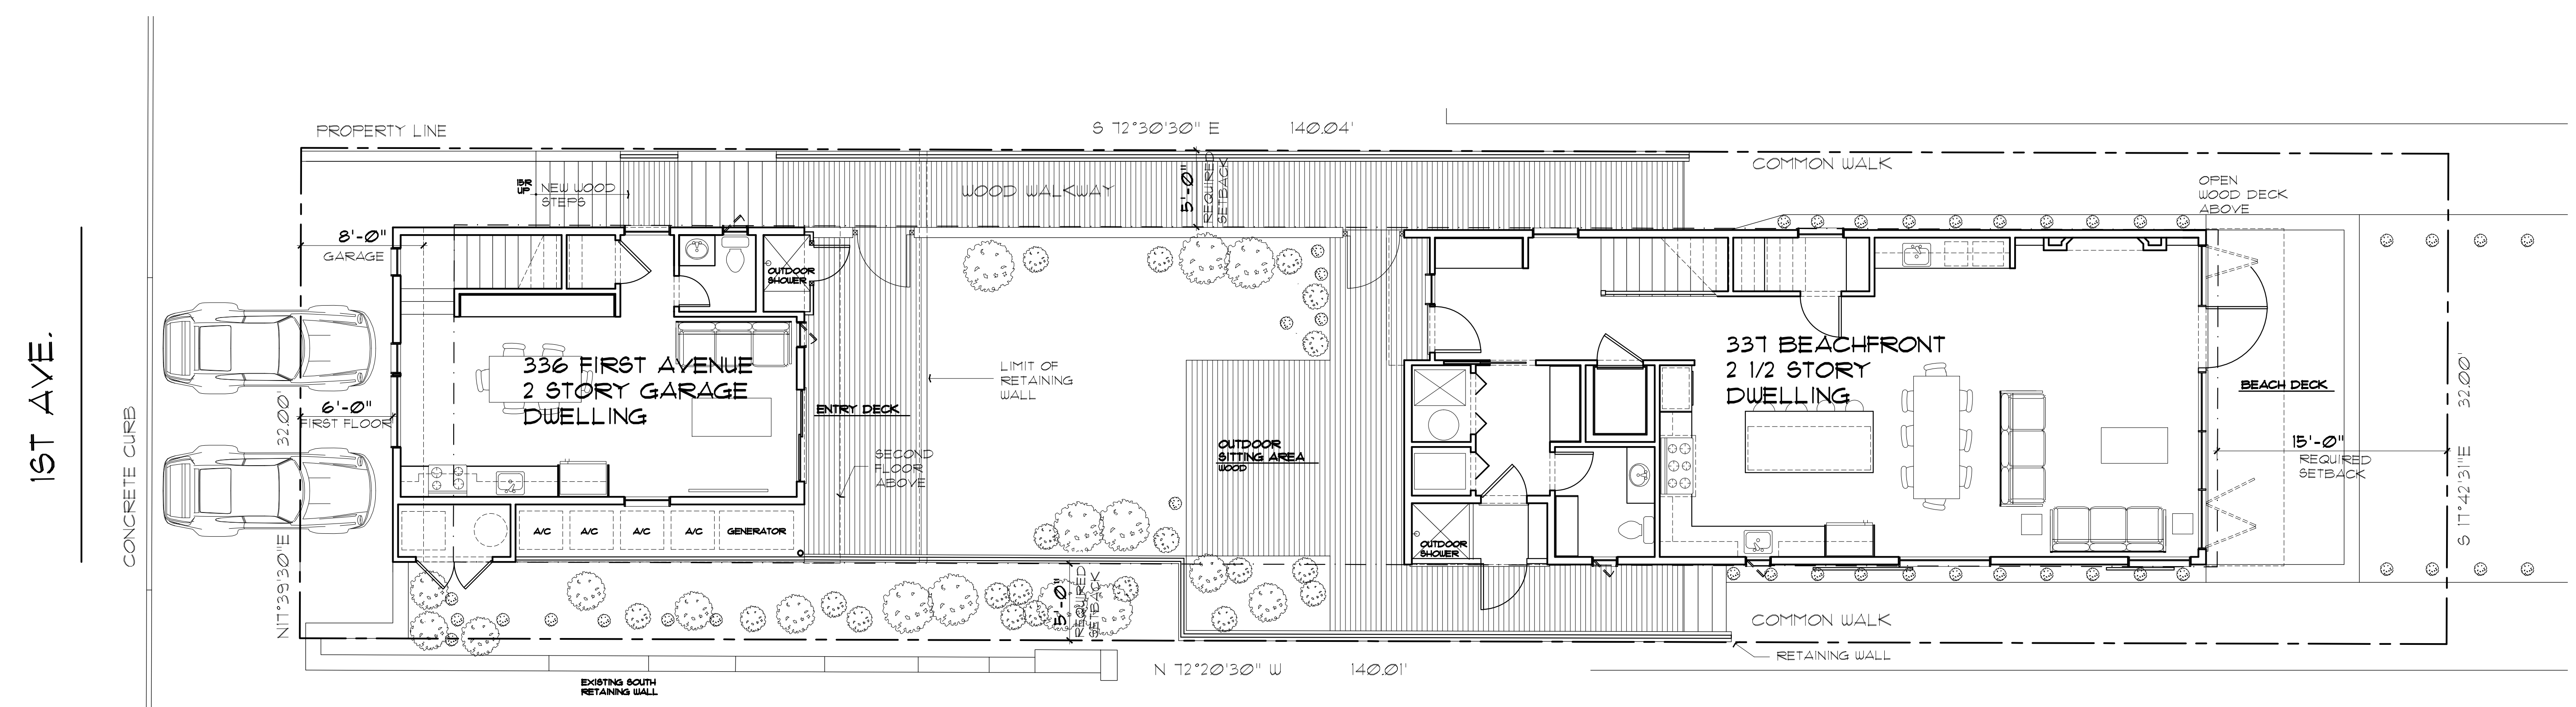 S 72°30'30" E 140.04'
PROPERTY LINE
COMMON WALK
OPEN
WOOD DECK
ABOVE
15R
UP
NEW WOOD
STEPS
WOOD WALKWAY
5'-0"
REQUIRED
SETBACK
8'-0"
GARAGE
OUTDOOR
SHOWER
1ST AVE.
CONCRETE CURB
336 FIRST AVENUE
2 STORY GARAGE
DWELLING
LIMIT OF
RETAINING
WALL
337 BEACHFRONT
2 1/2 STORY
DWELLING
BEACH DECK
6'-0"
FIRST FLOOR
32.00'
N17°39'30"E
ENTRY DECK
SECOND
FLOOR
ABOVE
OUTDOOR
SITTING AREA
WOOD
15'-0"
REQUIRED
SETBACK
32.00'
S 17°42'31"E
A/C
A/C
A/C
A/C
GENERATOR
OUTDOOR
SHOWER
5'-0"
REQUIRED
SETBACK
COMMON WALK
RETAINING WALL
N 72°20'30" W 140.01'
EXISTING SOUTH
RETAINING WALL